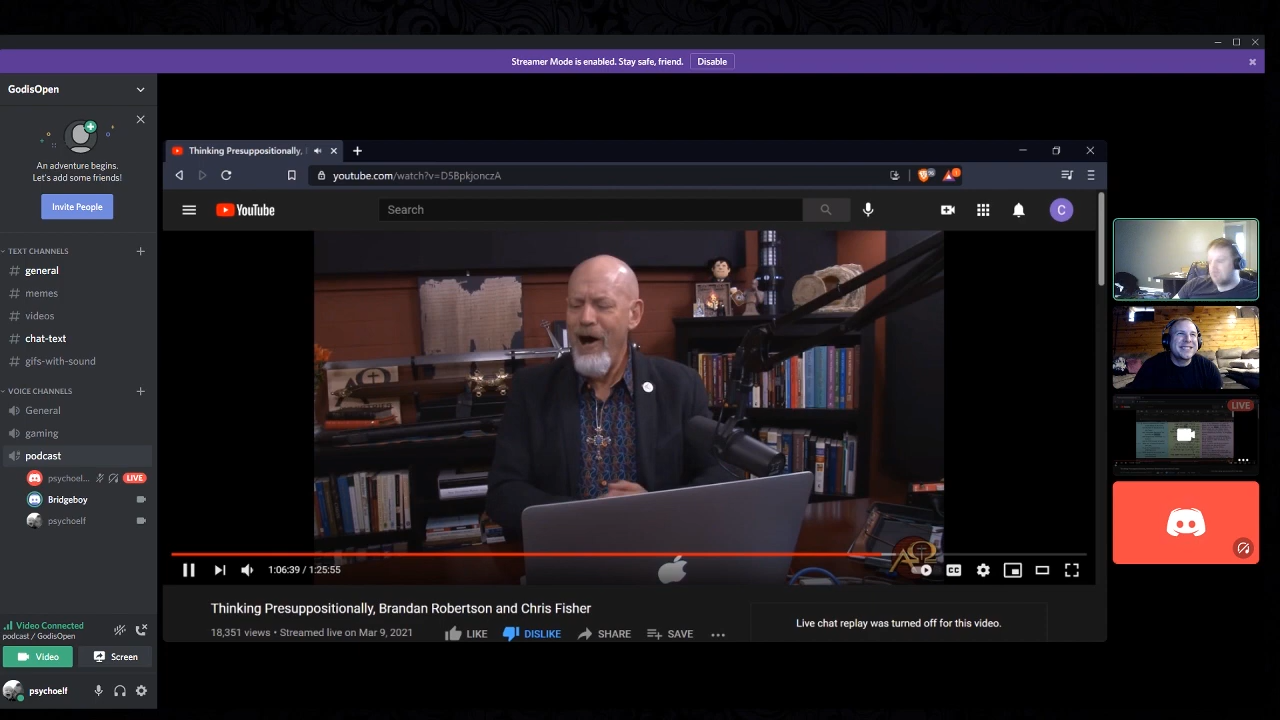 Streamer Mode is enabled. Stay safe, friend. Disable
GodisOpen
An adventure begins.
Let's add some friends!
Invite People
TEXT CHANNELS
# general
# memes
# videos
# chat-text
# gifs-with-sound
VOICE CHANNELS
General
gaming
podcast
psychoel... LIVE
Bridgeboy
psychoelf
Video Connected
podcast / GodisOpen
Video Screen
psychoelf
Thinking Presuppositionally,
youtube.com/watch?v=D5BpkjonczA
YouTube Search C
1:06:39 / 1:25:55 CC
Thinking Presuppositionally, Brandan Robertson and Chris Fisher
18,351 views • Streamed live on Mar 9, 2021 LIKE DISLIKE SHARE SAVE
Live chat replay was turned off for this video.
LIVE